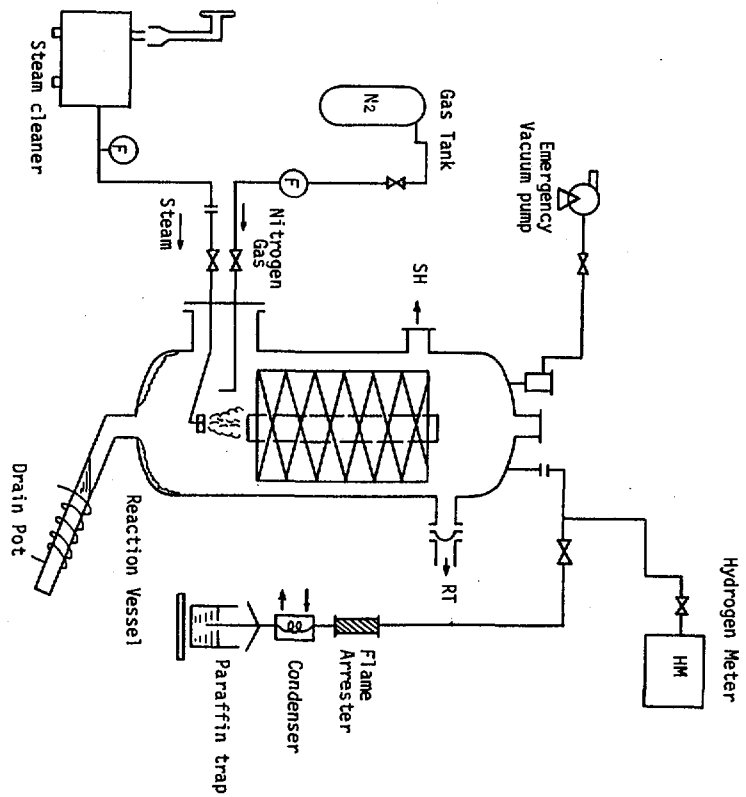 Steam cleaner
F
Steam
N2
Gas Tank
F
Nitrogen
Gas
Emergency
Vacuum pump
SH
Drain Pot
Reaction Vessel
RT
Paraffin trap
Condenser
Flame
Arrester
HM
Hydrogen Meter